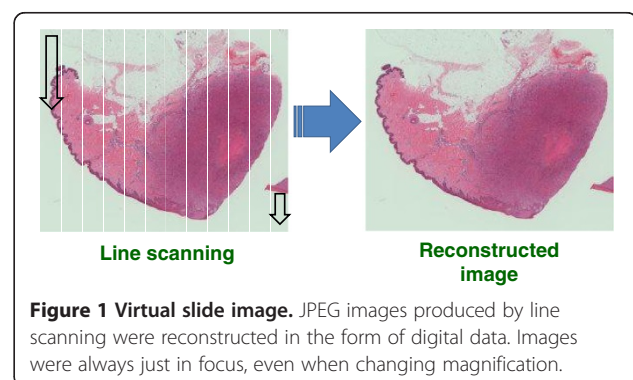 Line scanning
Reconstructed
image
Figure 1 Virtual slide image. JPEG images produced by line
scanning were reconstructed in the form of digital data. Images
were always just in focus, even when changing magnification.